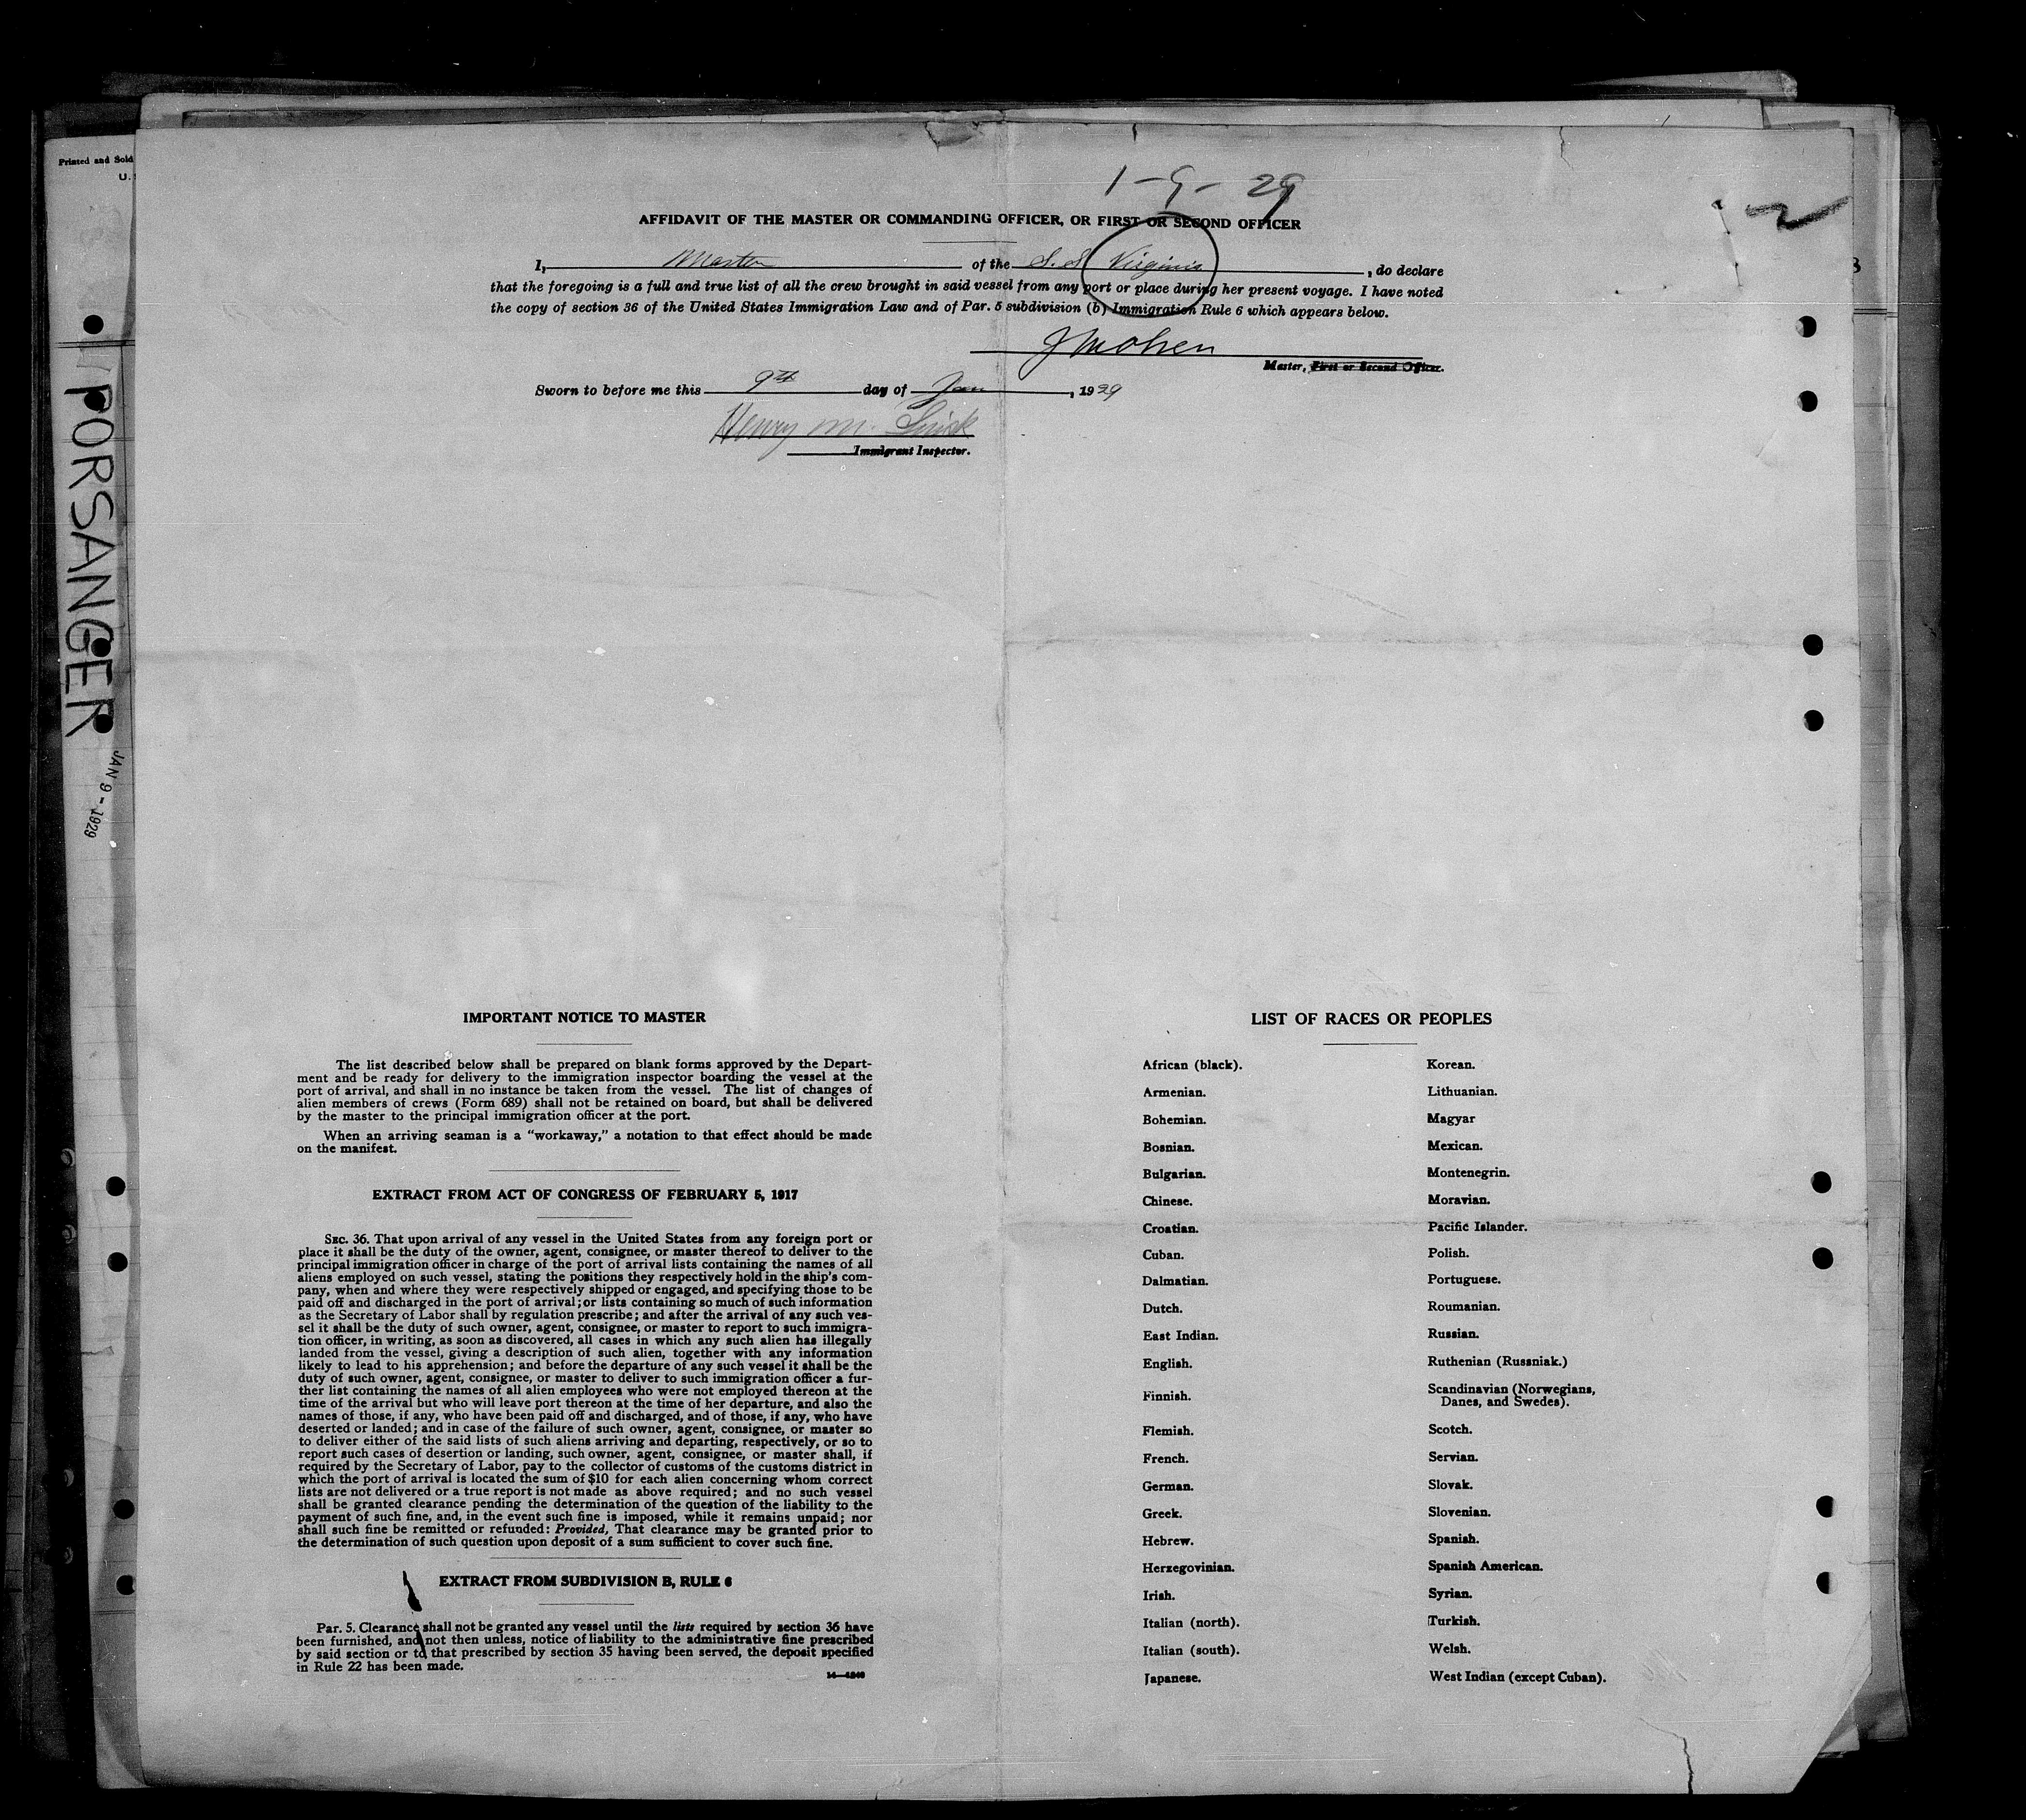 Printed and Sold
U.S
PORSANGER
JAN 9 - 1929
1-9-29
AFFIDAVIT OF THE MASTER OR COMMANDING OFFICER, OR FIRST OR SECOND OFFICER
I, Master of the S.S Virginia, do declare
that the foregoing is a full and true list of all the crew brought in said vessel from any port or place during her present voyage. I have noted
the copy of section 36 of the United States Immigration Law and of Par. 5 subdivision (b) Immigration Rule 6 which appears below.
Master, First or Second Officer.
Sworn to before me this 9th day of Jan, 1929
Henry M.
Immigrant Inspector.
IMPORTANT NOTICE TO MASTER
The list described below shall be prepared on blank forms approved by the Depart-
ment and be ready for delivery to the immigration inspector boarding the vessel at the
port of arrival, and shall in no instance be taken from the vessel. The list of changes of
alien members of crews (Form 689) shall not be retained on board, but shall be delivered
by the master to the principal immigration officer at the port.
When an arriving seaman is a "workaway," a notation to that effect should be made
on the manifest.
EXTRACT FROM ACT OF CONGRESS OF FEBRUARY 5, 1917
SEC. 36. That upon arrival of any vessel in the United States from any foreign port or
place it shall be the duty of the owner, agent, consignee, or master thereof to deliver to the
principal immigration officer in charge of the port of arrival lists containing the names of all
aliens employed on such vessel, stating the positions they respectively hold in the ship's com-
pany, when and where they were respectively shipped or engaged, and specifying those to be
paid off and discharged in the port of arrival; or lists containing so much of such information
as the Secretary of Labor shall by regulation prescribe; and after the arrival of any such ves-
sel it shall be the duty of such owner, agent, consignee, or master to report to such immigra-
tion officer, in writing, as soon as discovered, all cases in which any such alien has illegally
landed from the vessel, giving a description of such alien, together with any information
likely to lead to his apprehension; and before the departure of any such vessel it shall be the
duty of such owner, agent, consignee, or master to deliver to such immigration officer a fur-
ther list containing the names of all alien employees who were not employed thereon at the
time of the arrival but who will leave port thereon at the time of her departure, and also the
names of those, if any, who have been paid off and discharged, and of those, if any, who have
deserted or landed; and in case of the failure of such owner, agent, consignee, or master so
to deliver either of the said lists of such aliens arriving and departing, respectively, or so to
report such cases of desertion or landing, such owner, agent, consignee, or master shall, if
required by the Secretary of Labor, pay to the collector of customs of the customs district in
which the port of arrival is located the sum of $10 for each alien concerning whom correct
lists are not delivered or a true report is not made as above required; and no such vessel
shall be granted clearance pending the determination of the question of the liability to the
payment of such fine, and, in the event such fine is imposed, while it remains unpaid; nor
shall such fine be remitted or refunded: Provided, That clearance may be granted prior to
the determination of such question upon deposit of a sum sufficient to cover such fine.
EXTRACT FROM SUBDIVISION B, RULE 6
Par. 5. Clearance shall not be granted any vessel until the lists required by section 36 have
been furnished, and not then unless, notice of liability to the administrative fine prescribed
by said section or to that prescribed by section 35 having been served, the deposit specified
in Rule 22 has been made.
LIST OF RACES OR PEOPLES
African (black).
Armenian.
Bohemian.
Bosnian.
Bulgarian.
Chinese.
Croatian.
Cuban.
Dalmatian.
Dutch.
East Indian.
English.
Finnish.
Flemish.
French.
German.
Greek.
Hebrew.
Herzegovinian.
Irish.
Italian (north).
Italian (south).
Japanese.
Korean.
Lithuanian.
Magyar
Mexican.
Montenegrin.
Moravian.
Pacific Islander.
Polish.
Portuguese.
Roumanian.
Russian.
Ruthenian (Russniak.)
Scandinavian (Norwegians,
Danes, and Swedes).
Scotch.
Servian.
Slovak.
Slovenian.
Spanish.
Spanish American.
Syrian.
Turkish.
Welsh.
West Indian (except Cuban).